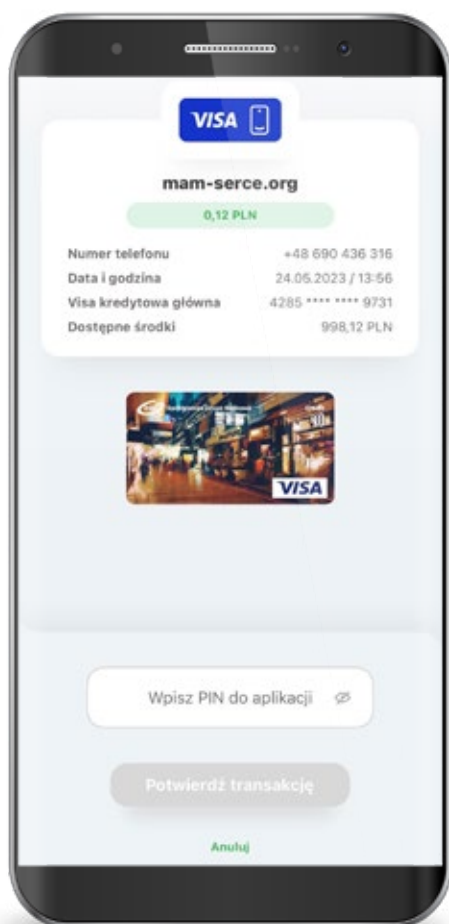 VISA
mam-serce.org
0,12 PLN
Numer telefonu +48 690 436 316
Data i godzina 24.05.2023 / 13:56
Visa kredytowa główna 4285 **** **** 9731
Dostępne środki 998,12 PLN
VISA
Wpisz PIN do aplikacji
Potwierdź transakcję
Anuluj